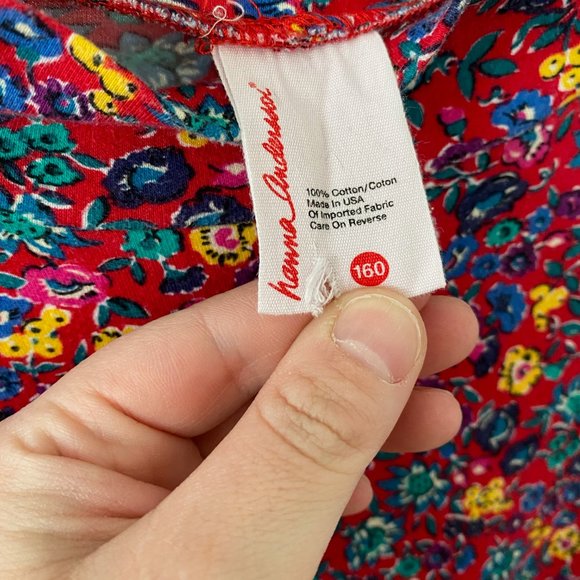 hanna andersson
100% Cotton/Coton
Made In USA
Of Imported Fabric
Care On Reverse
160